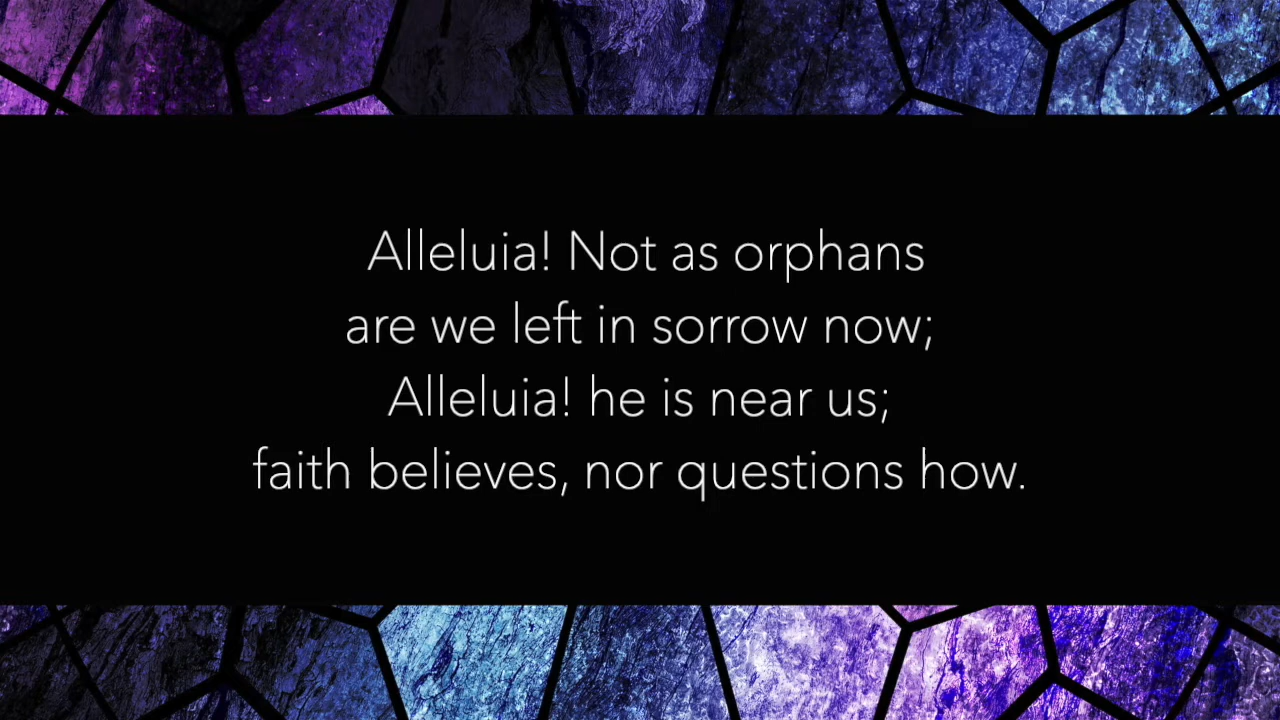 Alleluia! Not as orphans
are we left in sorrow now;
Alleluia! he is near us;
faith believes, nor questions how.